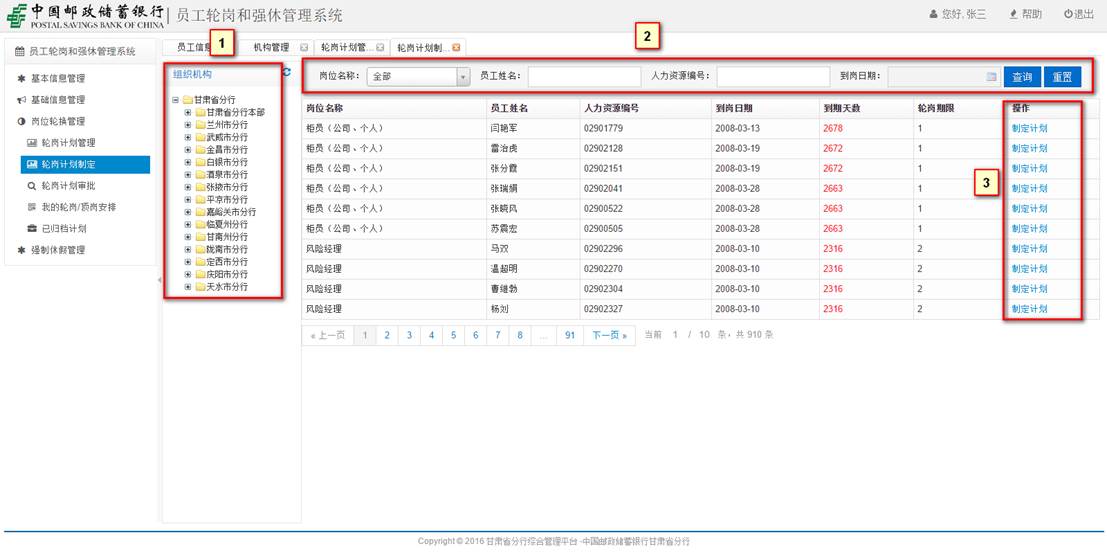 中国邮政储蓄银行
POSTAL SAVINGS BANK OF CHINA
员工轮岗和强休管理系统
您好, 张三 帮助 退出
员工轮岗和强休管理系统
基本信息管理
基础信息管理
岗位轮换管理
轮岗计划管理
轮岗计划制定
轮岗计划审批
我的轮岗/顶岗安排
已归档计划
强制休假管理
员工信息 机构管理 轮岗计划管... 轮岗计划制...
1
2
3
组织机构
甘肃省分行
甘肃省分行本部
兰州市分行
武威市分行
金昌市分行
白银市分行
酒泉市分行
张掖市分行
平凉市分行
嘉峪关市分行
临夏州分行
甘南州分行
陇南市分行
定西市分行
庆阳市分行
天水市分行
岗位名称: 全部 员工姓名: 人力资源编号: 到岗日期: 查询 重置
岗位名称 员工姓名 人力资源编号 到岗日期 到期天数 轮岗期限 操作
柜员（公司、个人） 闫艳军 02901779 2008-03-13 2678 1 制定计划
柜员（公司、个人） 雷治虎 02902128 2008-03-19 2672 1 制定计划
柜员（公司、个人） 张分霞 02902151 2008-03-19 2672 1 制定计划
柜员（公司、个人） 张瑞娟 02902041 2008-03-28 2663 1 制定计划
柜员（公司、个人） 张晓风 02900522 2008-03-28 2663 1 制定计划
柜员（公司、个人） 苏震宏 02900505 2008-03-28 2663 1 制定计划
风险经理 马双 02902296 2008-03-10 2316 2 制定计划
风险经理 温超明 02902270 2008-03-10 2316 2 制定计划
风险经理 曹继勃 02902304 2008-03-10 2316 2 制定计划
风险经理 杨刘 02902327 2008-03-10 2316 2 制定计划
« 上一页 1 2 3 4 5 6 7 8 ... 91 下一页 » 当前 1 / 10 条，共 910 条
Copyright © 2016 甘肃省分行综合管理平台 -中国邮政储蓄银行甘肃省分行